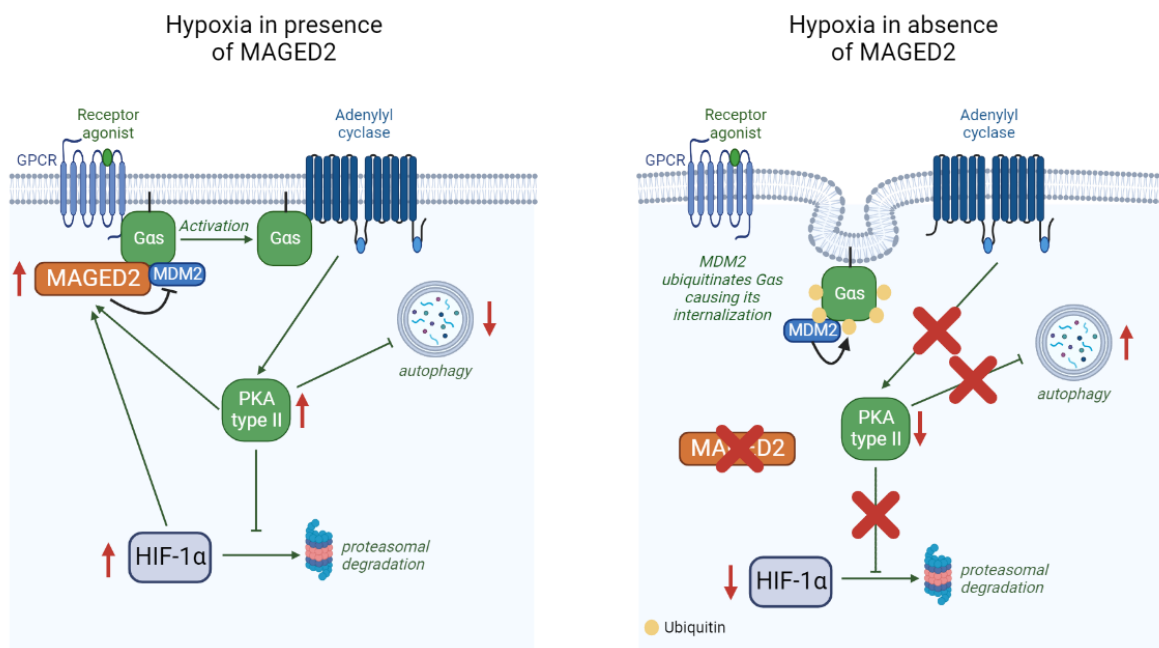 Hypoxia in presence
of MAGED2
Receptor
agonist
Adenylyl
cyclase
GPCR
Gαs
Activation
Gαs
MAGED2
MDM2
autophagy
PKA
type II
HIF-1α
proteasomal
degradation
Hypoxia in absence
of MAGED2
Receptor
agonist
Adenylyl
cyclase
GPCR
MDM2
ubiquitinates Gαs
causing its
internalization
Gαs
MDM2
autophagy
PKA
type II
MAGED2
HIF-1α
proteasomal
degradation
Ubiquitin